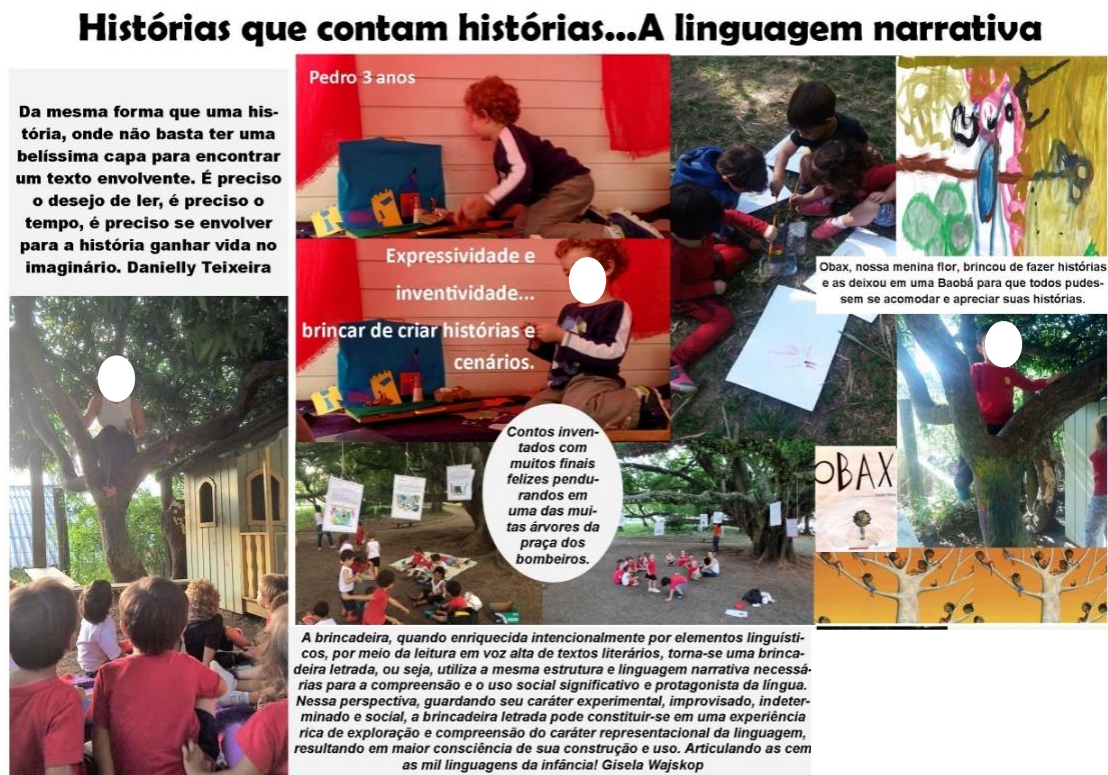 Histórias que contam histórias...A linguagem narrativa
Da mesma forma que uma his-
tória, onde não basta ter uma
belíssima capa para encontrar
um texto envolvente. É preciso
o desejo de ler, é preciso o
tempo, é preciso se envolver
para a história ganhar vida no
imaginário. Danielly Teixeira
Pedro 3 anos
Expressividade e
inventividade...
brincar de criar histórias e
cenários.
Obax, nossa menina flor, brincou de fazer histórias
e as deixou em uma Baobá para que todos pudes-
sem se acomodar e apreciar suas histórias.
Contos inven-
tados com
muitos finais
felizes pendu-
randos em
uma das mui-
tas árvores da
praça dos
bombeiros.
OBAX
A brincadeira, quando enriquecida intencionalmente por elementos linguísti-
cos, por meio da leitura em voz alta de textos literários, torna-se uma brinca-
deira letrada, ou seja, utiliza a mesma estrutura e linguagem narrativa necessá-
rias para a compreensão e o uso social significativo e protagonista da língua.
Nessa perspectiva, guardando seu caráter experimental, improvisado, indeter-
minado e social, a brincadeira letrada pode constituir-se em uma experiência
rica de exploração e compreensão do caráter representacional da linguagem,
resultando em maior consciência de sua construção e uso. Articulando as cem
as mil linguagens da infância! Gisela Wajskop